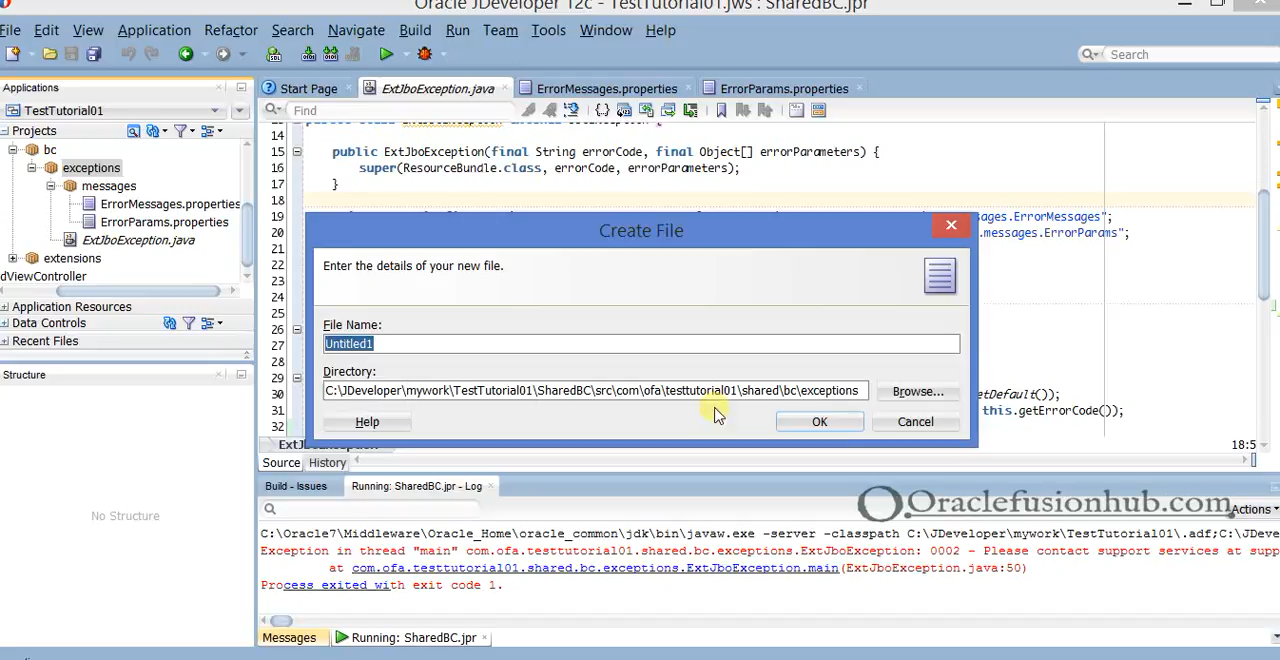 Oracle JDeveloper 12c - TestTutorial01.jws : SharedBC.jpr
File Edit View Application Refactor Search Navigate Build Run Team Tools Window Help
Search
Applications
Start Page
ExtJboException.java
ErrorMessages.properties
ErrorParams.properties
TestTutorial01
Find
Projects
14
bc
15 public ExtJboException(final String errorCode, final Object[] errorParameters) {
exceptions
16 super(ResourceBundle.class, errorCode, errorParameters);
messages
17 }
ErrorMessages.properties
18
19 sages.ErrorMessages";
ErrorParams.properties
20 .messages.ErrorParams";
ExtJboException.java
21
extensions
22
dViewController
23
24
Application Resources
25
Data Controls
26
Recent Files
27
28
Structure
29
30 etDefault());
31 this.getErrorCode());
32
Create File
Enter the details of your new file.
File Name:
Untitled1
Directory:
C:\JDeveloper\mywork\TestTutorial01\SharedBC\src\com\ofa\testtutorial01\shared\bc\exceptions
Browse...
Help
OK
Cancel
18:5
Source History
Build - Issues
Running: SharedBC.jpr - Log
No Structure
Oraclefusionhub.com
Actions
C:\Oracle7\Middleware\Oracle_Home\oracle_common\jdk\bin\javaw.exe -server -classpath C:\JDeveloper\mywork\TestTutorial01\.adf;C:\JDev
Exception in thread "main" com.ofa.testtutorial01.shared.bc.exceptions.ExtJboException: 0002 - Please contact support services at supp
at com.ofa.testtutorial01.shared.bc.exceptions.ExtJboException.main(ExtJboException.java:50)
Process exited with exit code 1.
Messages
Running: SharedBC.jpr